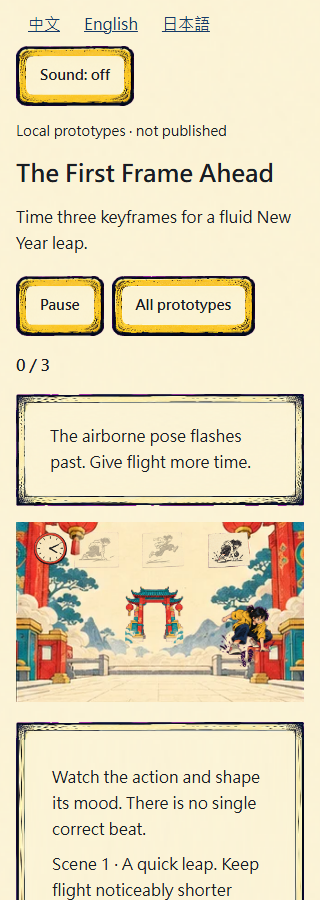 中文 English 日本語
Sound: off
Local prototypes · not published
The First Frame Ahead
Time three keyframes for a fluid New
Year leap.
Pause All prototypes
0 / 3
The airborne pose flashes
past. Give flight more time.
Watch the action and shape
its mood. There is no single
correct beat.
Scene 1 · A quick leap. Keep
flight noticeably shorter